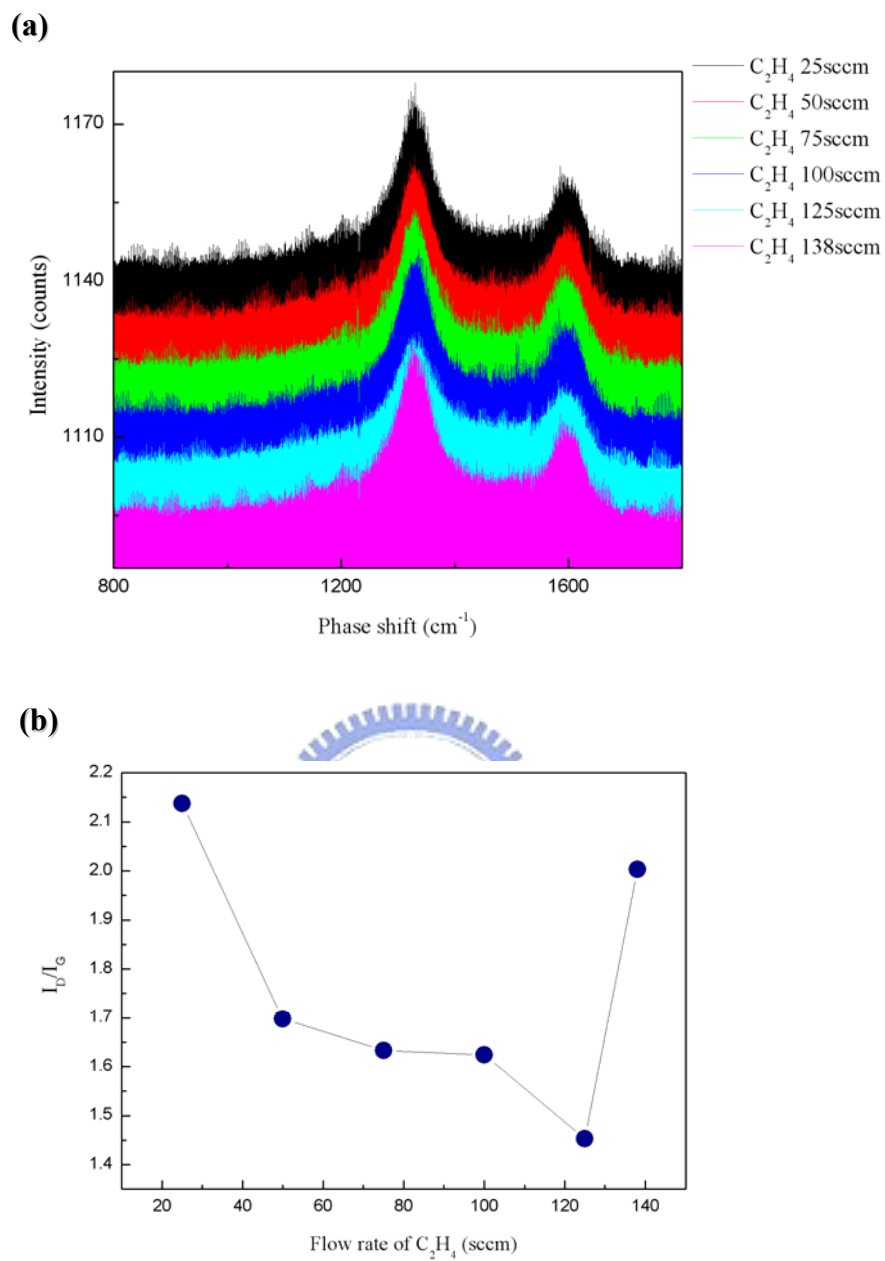 (a)
C₂H₄ 25sccm
C₂H₄ 50sccm
C₂H₄ 75sccm
C₂H₄ 100sccm
C₂H₄ 125sccm
C₂H₄ 138sccm
1170
1140
1110
Intensity (counts)
800 1200 1600
Phase shift (cm⁻¹)
(b)
2.2
2.1
2.0
1.9
1.8
1.7
1.6
1.5
1.4
I_D/I_G
20 40 60 80 100 120 140
Flow rate of C₂H₄ (sccm)